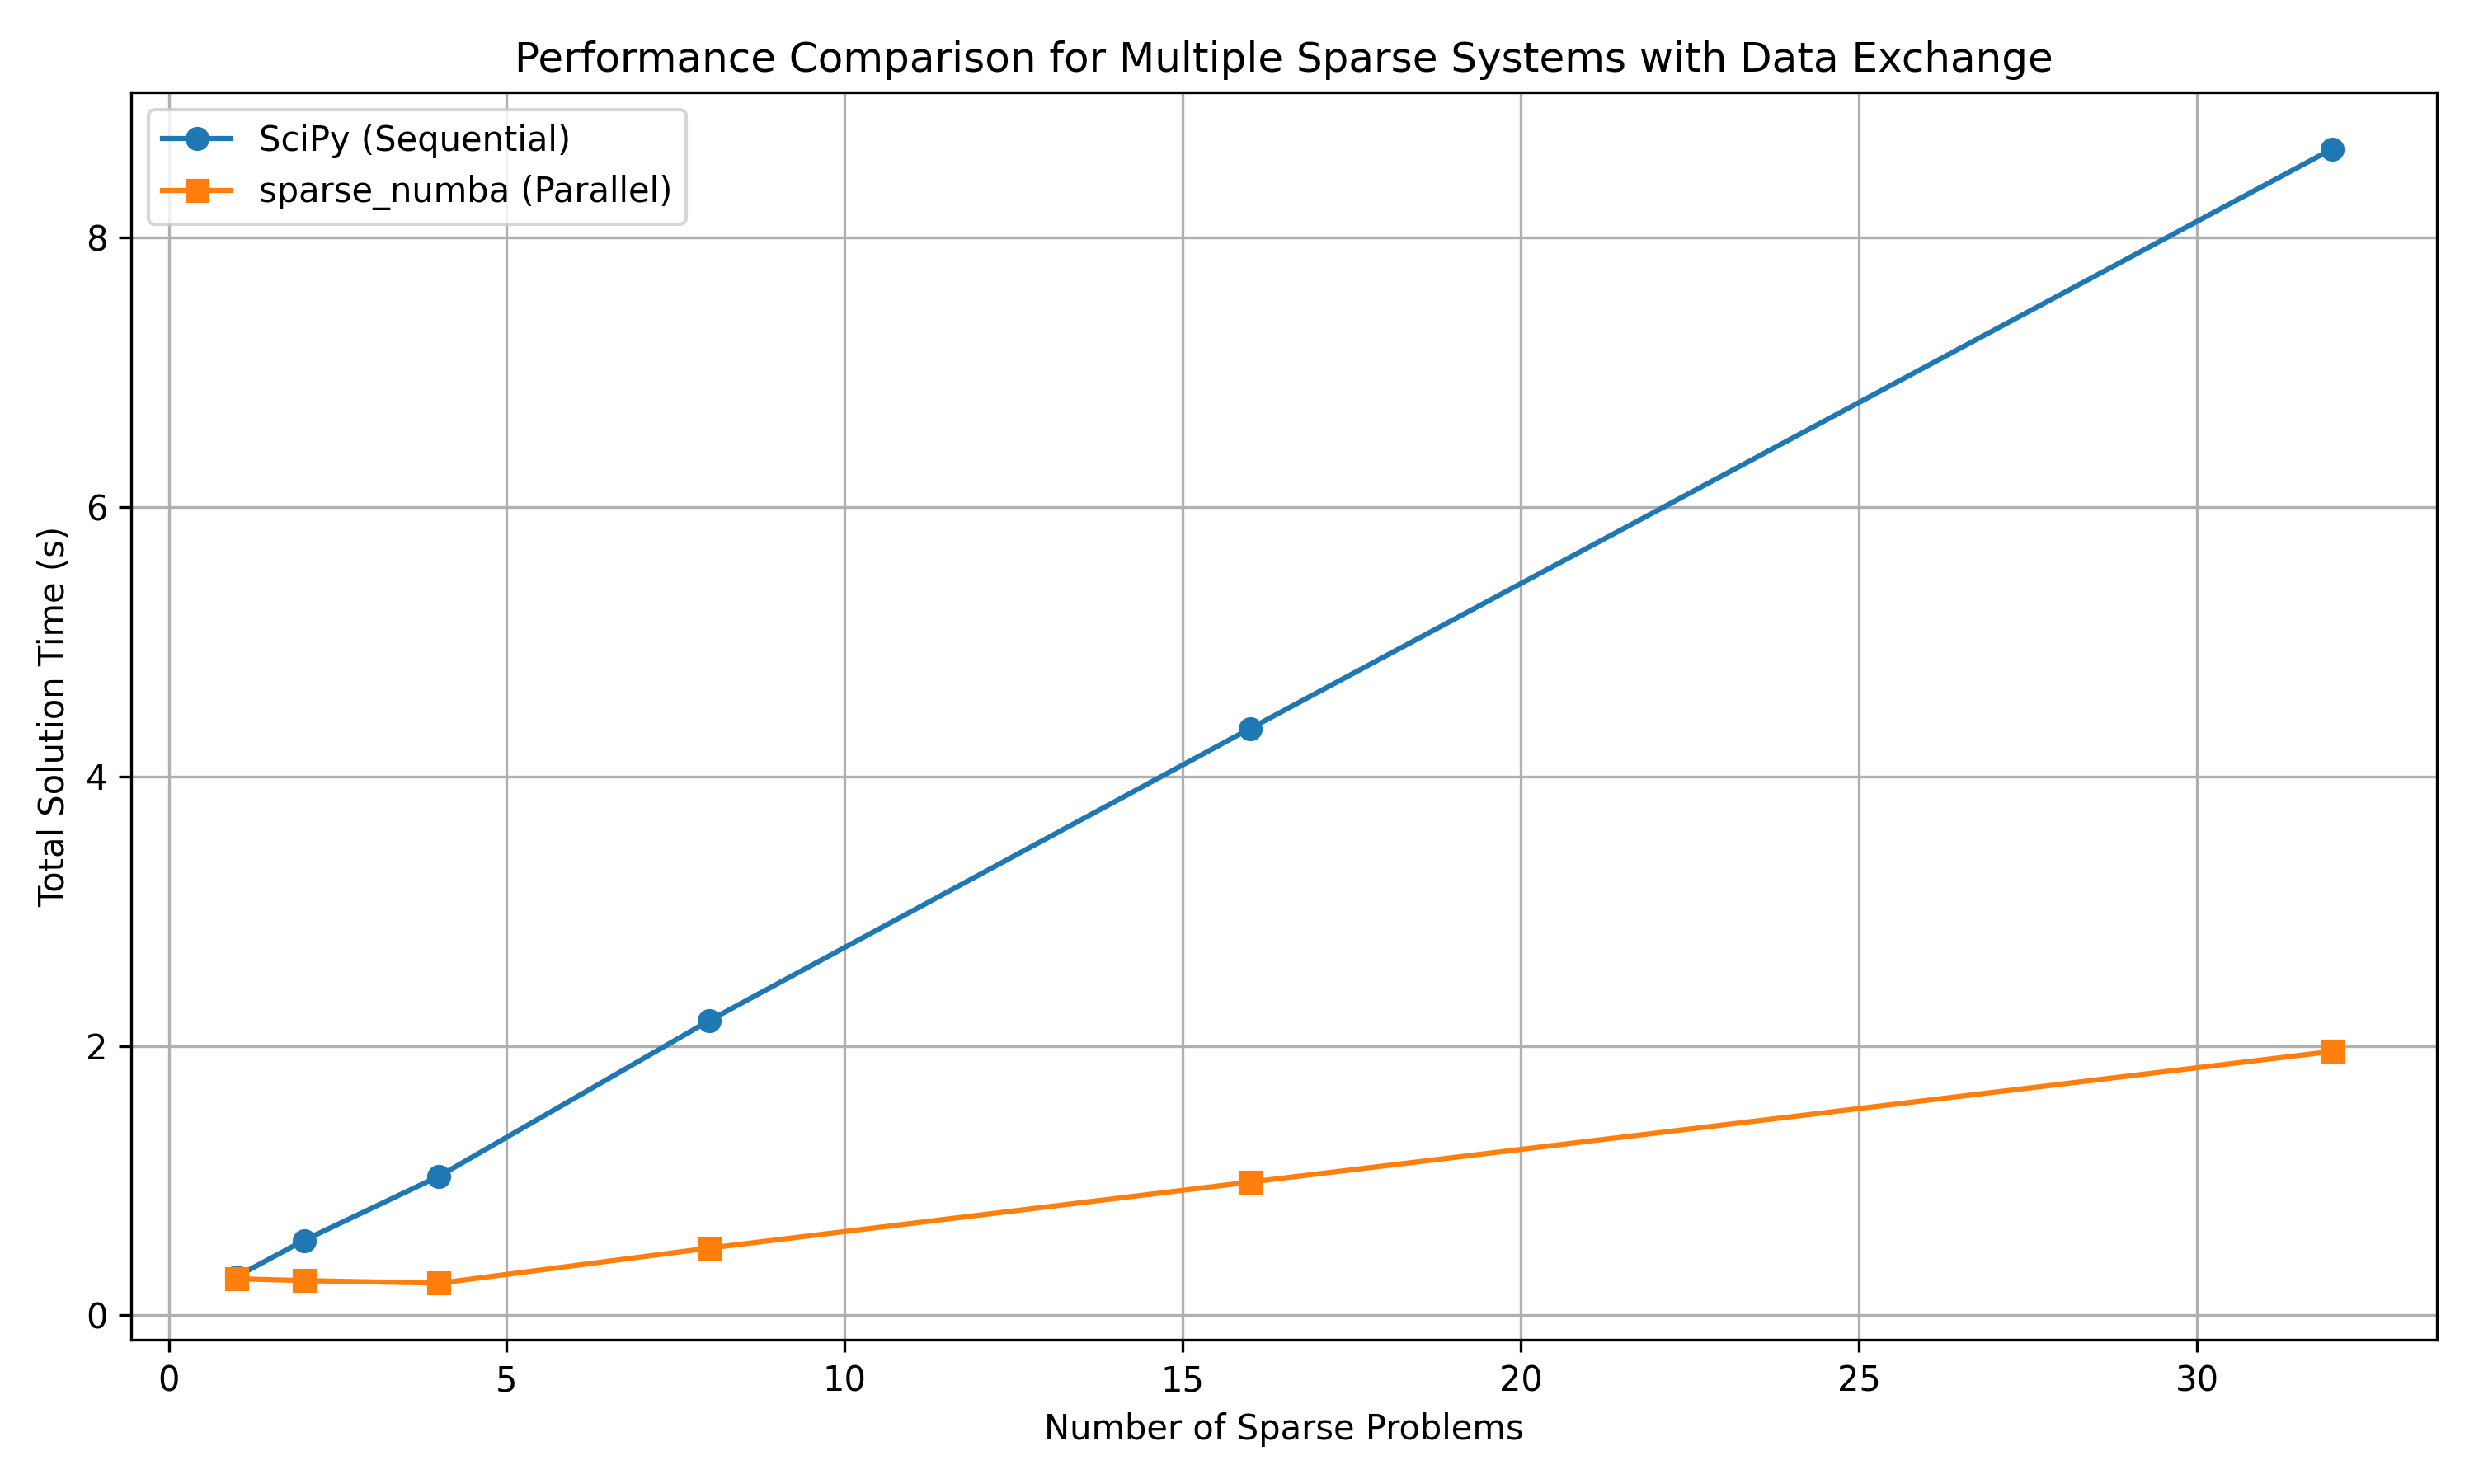 Performance Comparison for Multiple Sparse Systems with Data Exchange
SciPy (Sequential)
sparse_numba (Parallel)
Total Solution Time (s)
8
6
4
2
0
0 5 10 15 20 25 30
Number of Sparse Problems